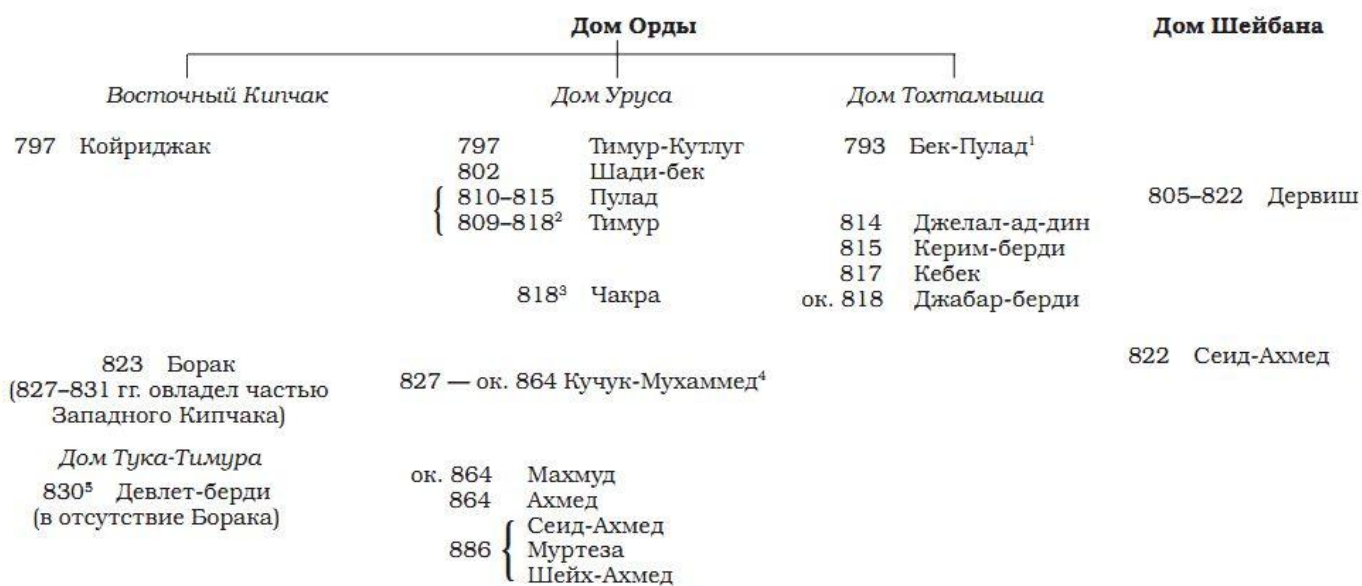 Дом Орды
Дом Шейбана
Восточный Кипчак
Дом Уруса
Дом Тохтамыша
797 Койриджак
797 Тимур-Кутлуг
793 Бек-Пулад¹
802 Шади-бек
810–815 Пулад
805–822 Дервиш
809–818² Тимур
814 Джелал-ад-дин
815 Керим-берди
817 Кебек
818³ Чакра
ок. 818 Джабар-берди
823 Борак
(827–831 гг. овладел частью
Западного Кипчака)
827 — ок. 864 Кучук-Мухаммед⁴
822 Сеид-Ахмед
Дом Тука-Тимура
830⁵ Девлет-берди
(в отсутствие Борака)
ок. 864 Махмуд
864 Ахмед
Сеид-Ахмед
886 Муртеза
Шейх-Ахмед